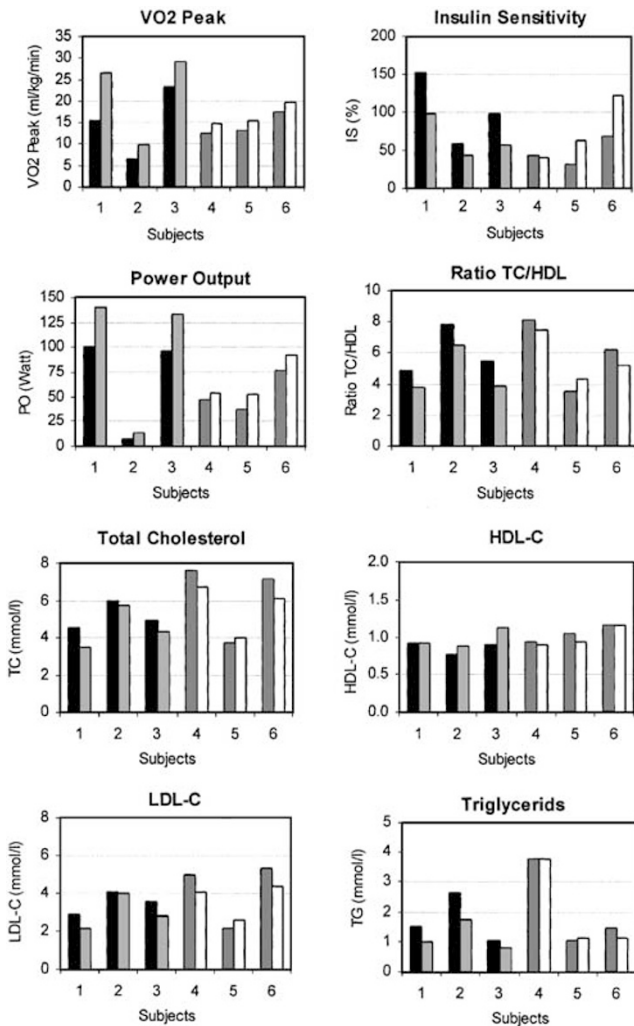 VO2 Peak
VO2 Peak (ml/kg/min)
35
30
25
20
15
10
5
0
1 2 3 4 5 6
Subjects
Insulin Sensitivity
IS (%)
200
150
100
50
0
1 2 3 4 5 6
Subjects
Power Output
PO (Watt)
150
125
100
75
50
25
0
1 2 3 4 5 6
Subjects
Ratio TC/HDL
Ratio TC/HDL
10
8
6
4
2
0
1 2 3 4 5 6
Subjects
Total Cholesterol
TC (mmol/l)
8
6
4
2
0
1 2 3 4 5 6
Subjects
HDL-C
HDL-C (mmol/l)
2.0
1.5
1.0
0.5
0.0
1 2 3 4 5 6
Subjects
LDL-C
LDL-C (mmol/l)
8
6
4
2
0
1 2 3 4 5 6
Subjects
Triglycerids
TG (mmol/l)
5
4
3
2
1
0
1 2 3 4 5 6
Subjects